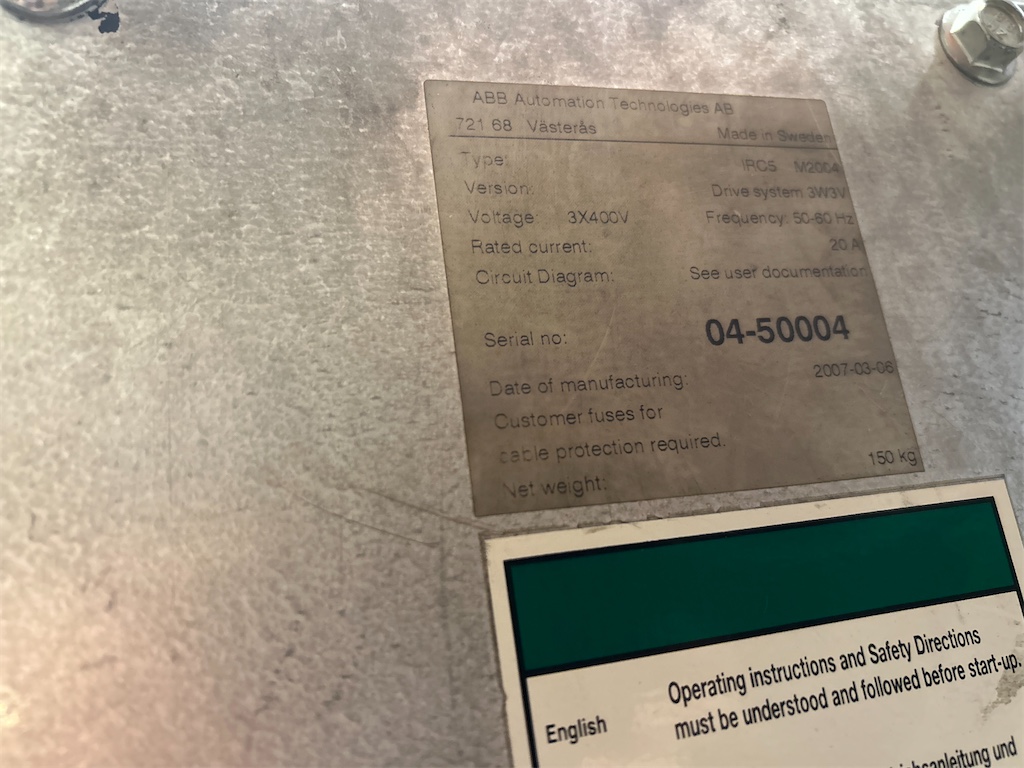 ABB Automation Technologies AB
721 68 Västerås Made in Sweden
Type: IRC5 M2004
Version: Drive system 3W3V
Voltage: 3X400V Frequency: 50-60 Hz
Rated current: 20 A
Circuit Diagram: See user documentation
Serial no: 04-50004
Date of manufacturing: 2007-03-06
Customer fuses for
cable protection required.
Net weight: 150 kg
Operating instructions and Safety Directions
English must be understood and followed before start-up.
und